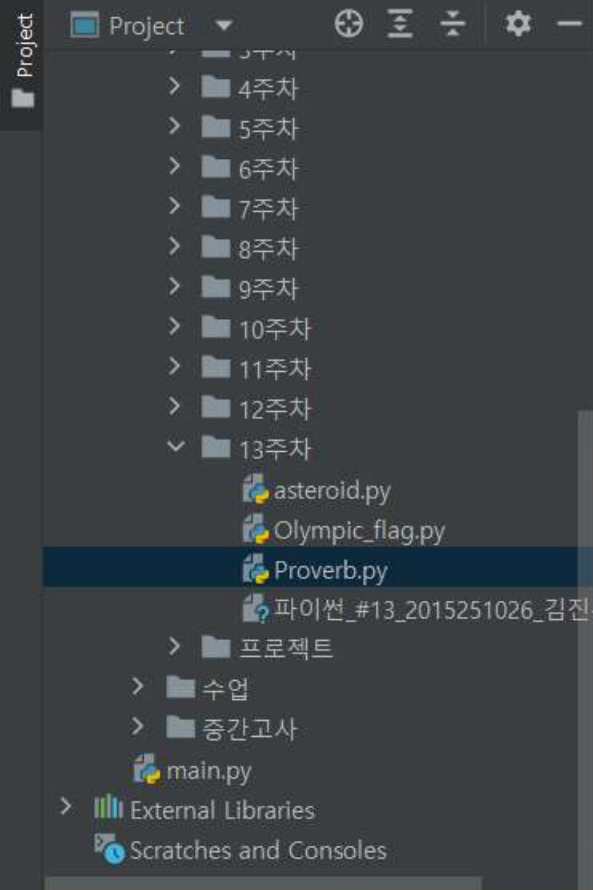 Project
Project
4주차
5주차
6주차
7주차
8주차
9주차
10주차
11주차
12주차
13주차
asteroid.py
Olympic_flag.py
Proverb.py
파이썬_#13_2015251026_김진
프로젝트
수업
중간고사
main.py
External Libraries
Scratches and Consoles